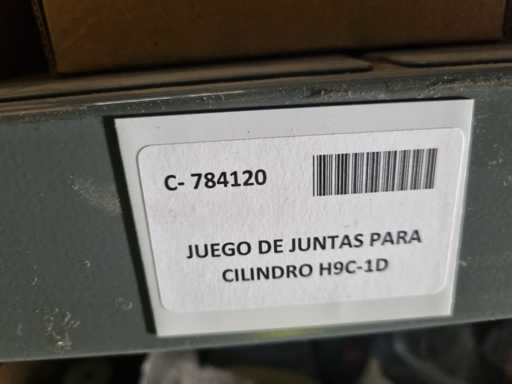 C- 784120
JUEGO DE JUNTAS PARA
CILINDRO H9C-1D